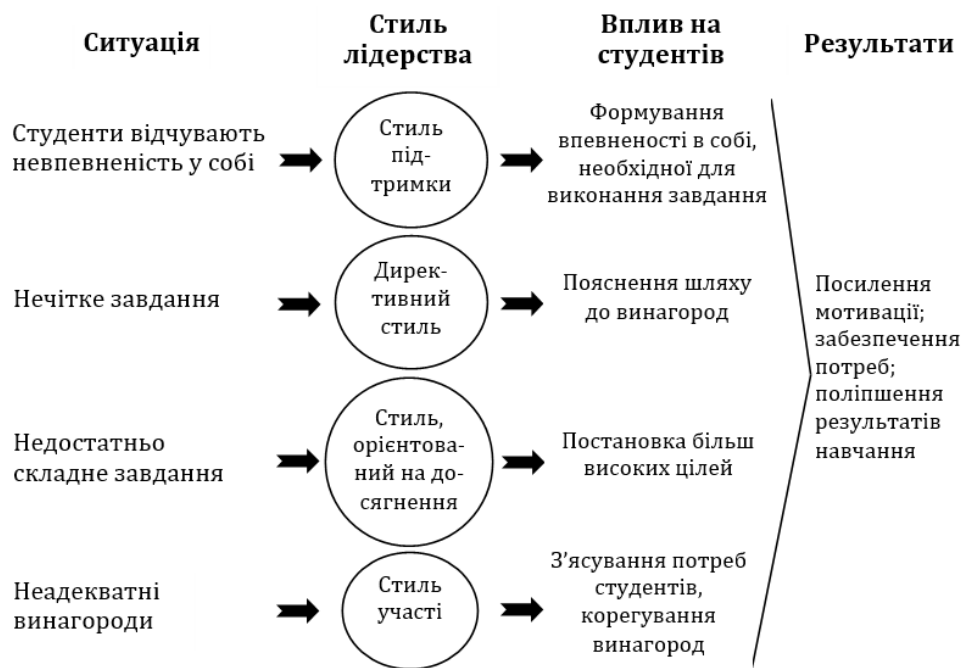 Ситуація
Стиль
лідерства
Вплив на
студентів
Результати
Студенти відчувають
невпевненість у собі
Стиль
під-
тримки
Формування
впевненості в собі,
необхідної для
виконання завдання
Нечітке завдання
Дирек-
тивний
стиль
Пояснення шляху
до винагород
Недостатньо
складне завдання
Стиль,
орієнтова-
ний на до-
сягнення
Постановка більш
високих цілей
Неадекватні
винагороди
Стиль
участі
З’ясування потреб
студентів,
корегування
винагород
Посилення
мотивації;
забезпечення
потреб;
поліпшення
результатів
навчання